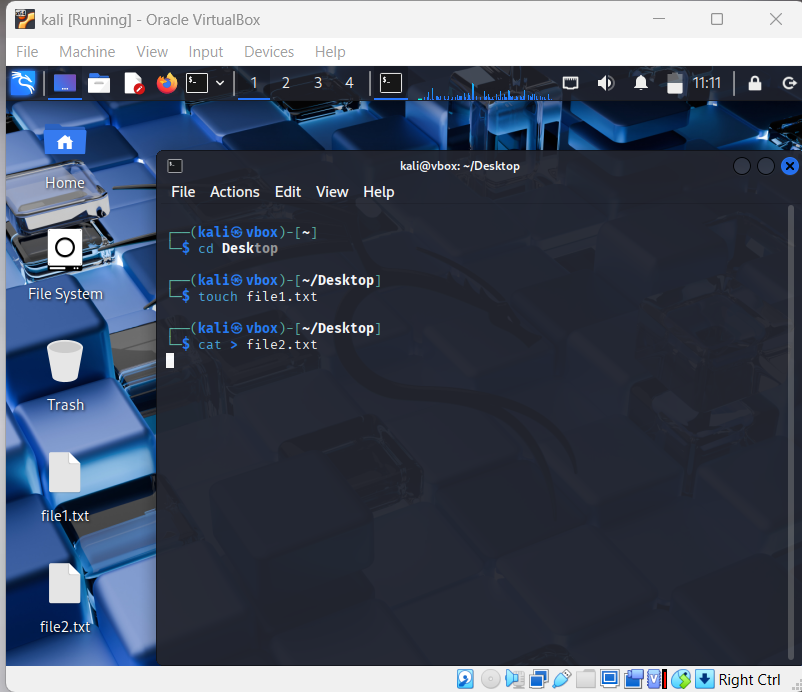 kali [Running] - Oracle VirtualBox
File Machine View Input Devices Help
1 2 3 4 11:11
Home
File System
Trash
file1.txt
file2.txt
kali@vbox: ~/Desktop
File Actions Edit View Help
┌──(kali㉿vbox)-[~]
└─$ cd Desktop
┌──(kali㉿vbox)-[~/Desktop]
└─$ touch file1.txt
┌──(kali㉿vbox)-[~/Desktop]
└─$ cat > file2.txt
Right Ctrl